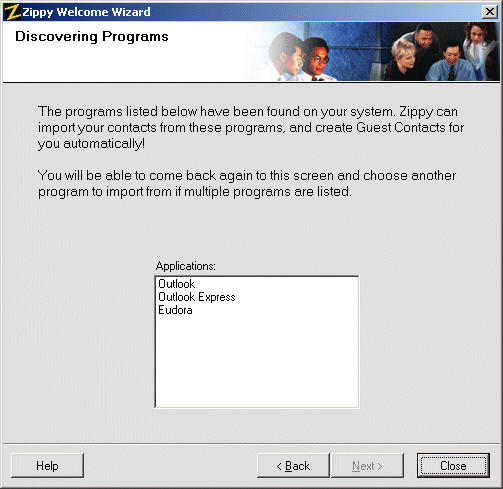 Zippy Welcome Wizard
Discovering Programs
The programs listed below have been found on your system. Zippy can
import your contacts from these programs, and create Guest Contacts for
you automatically!
You will be able to come back again to this screen and choose another
program to import from if multiple programs are listed.
Applications:
Outlook
Outlook Express
Eudora
Help
< Back
Next >
Close